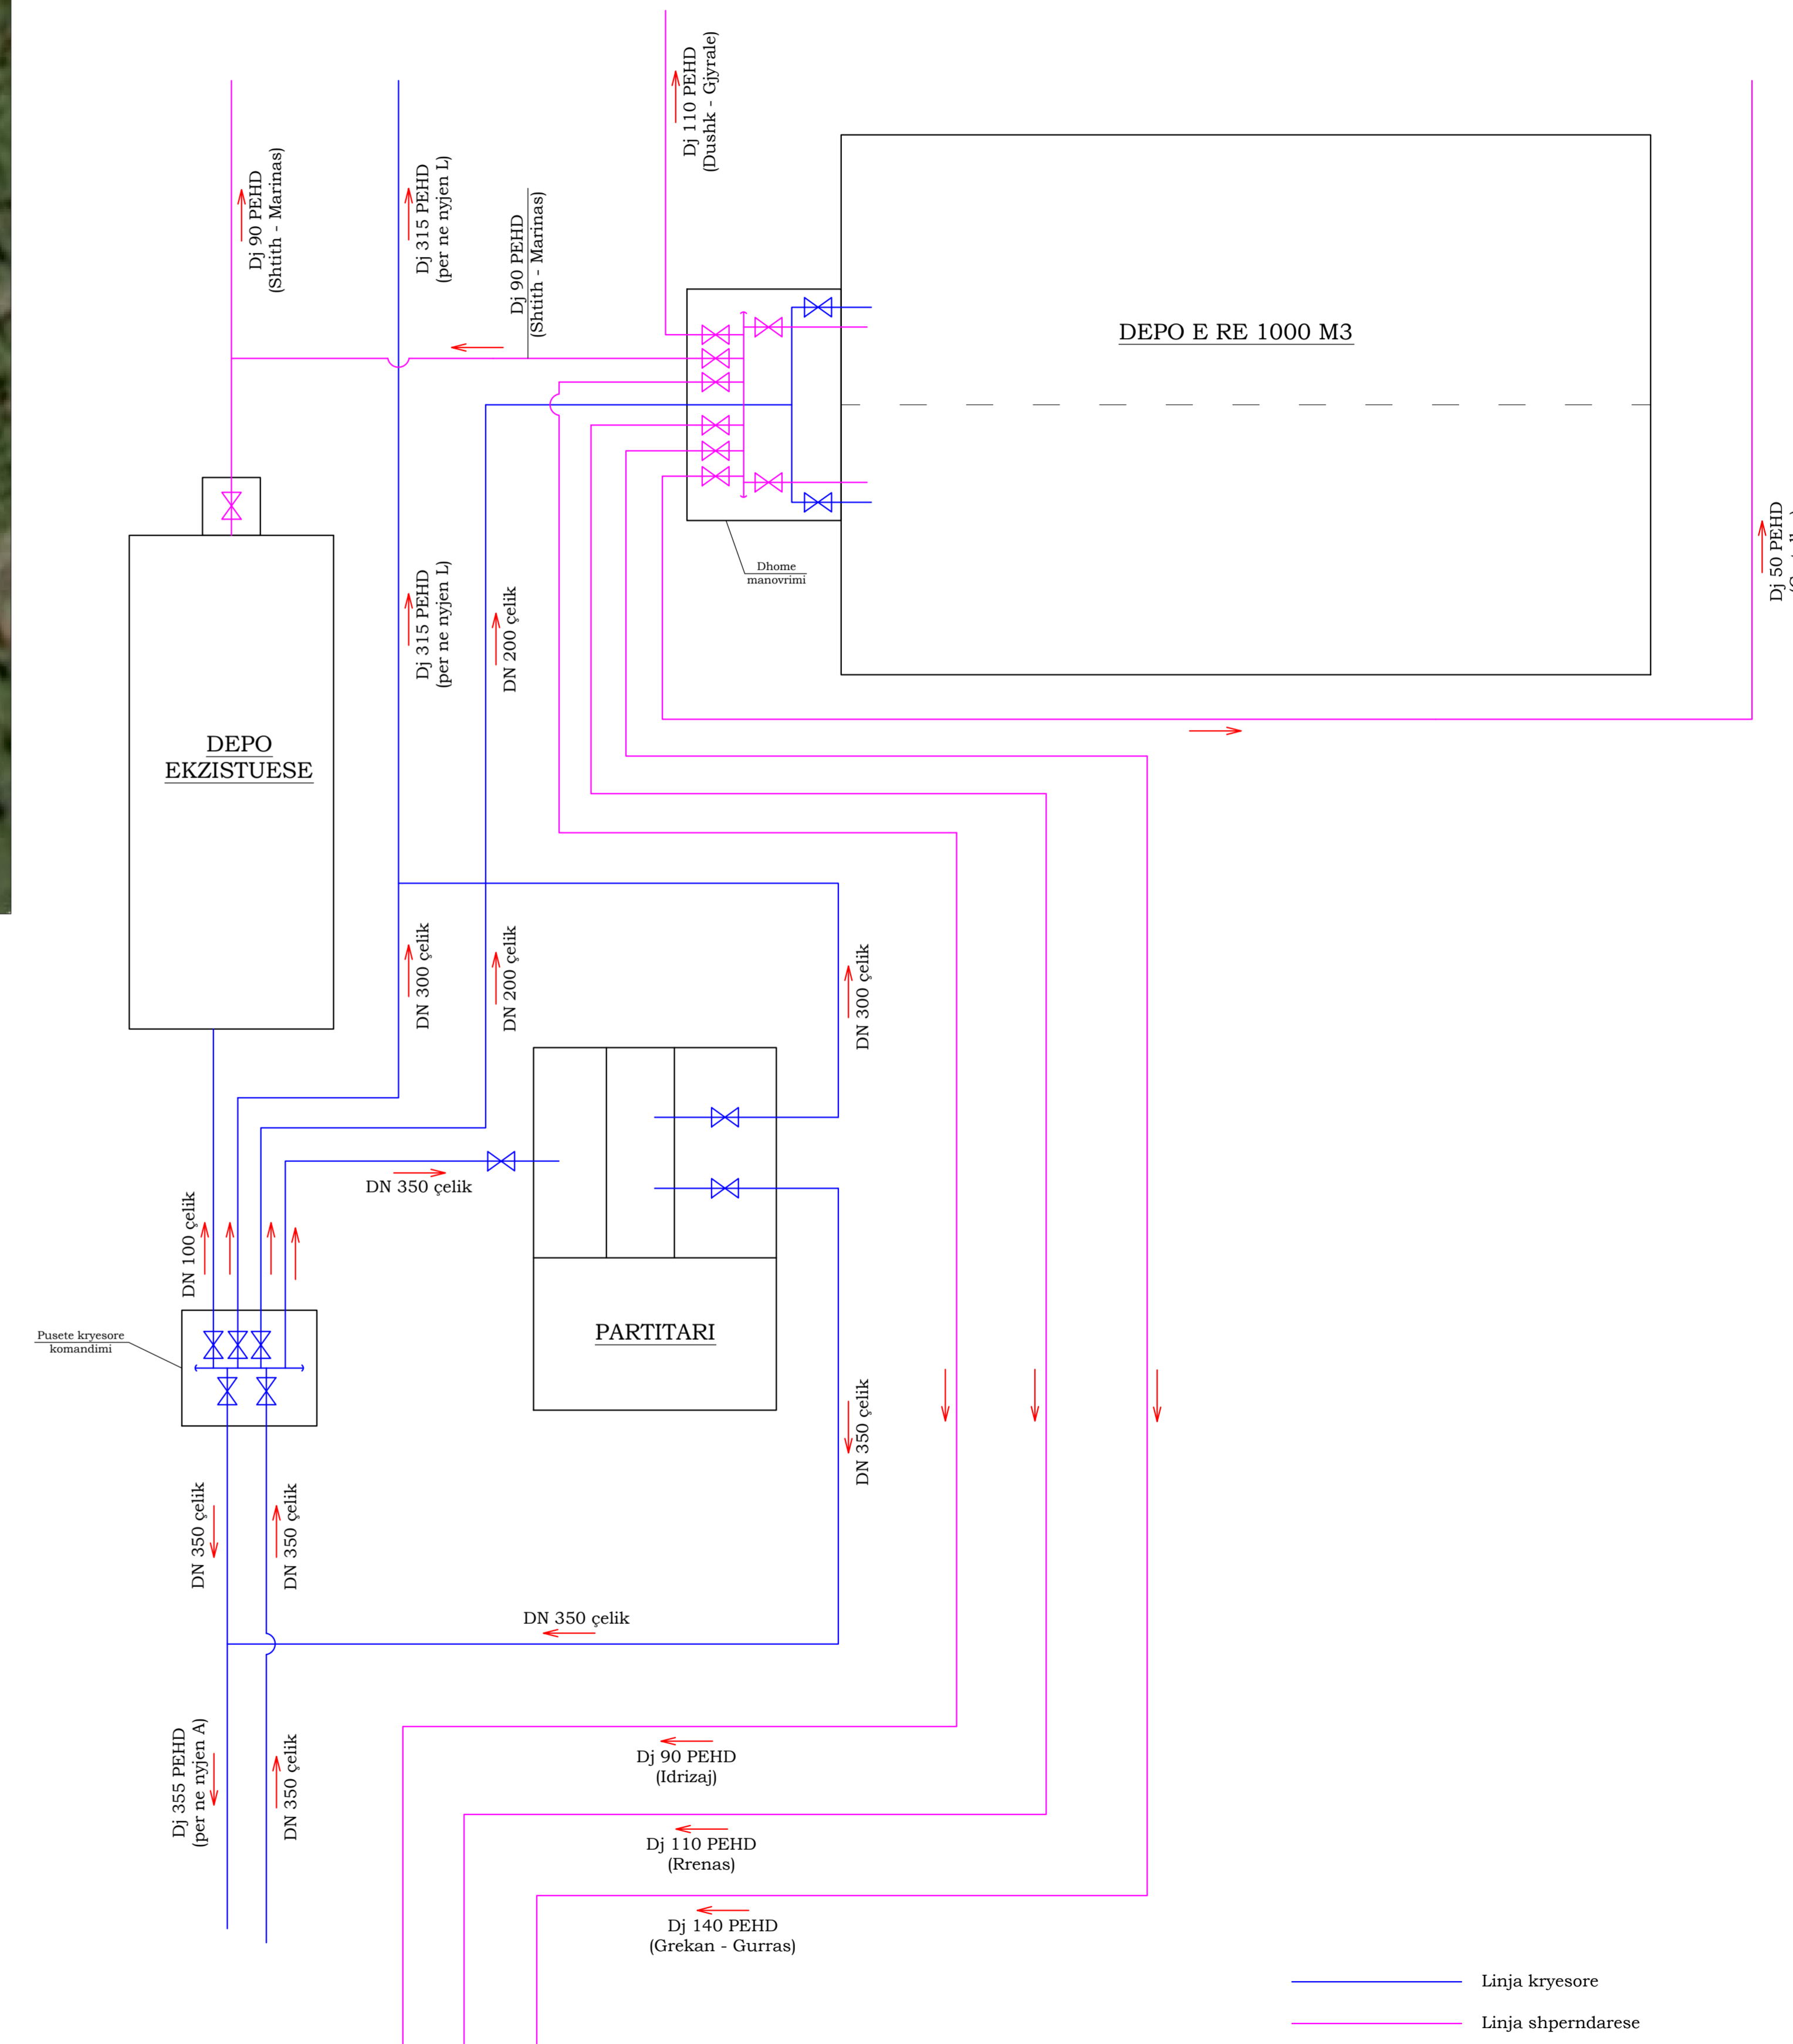 Dj 110 PEHD
(Dushk - Gjyrale)
Dj 90 PEHD
(Shtith - Marinas)
Dj 315 PEHD
(per ne nyjen L)
Dj 90 PEHD
(Shtith - Marinas)
DEPO E RE 1000 M3
Dj 50 PEHD
Dhome
manovrimi
Dj 315 PEHD
(per ne nyjen L)
DN 200 çelik
DEPO
EKZISTUESE
DN 300 çelik
DN 200 çelik
DN 300 çelik
DN 350 çelik
DN 100 çelik
Pusete kryesore
komandimi
PARTITARI
DN 350 çelik
DN 350 çelik
DN 350 çelik
DN 350 çelik
Dj 355 PEHD
(per ne nyjen A)
DN 350 çelik
Dj 90 PEHD
(Idrizaj)
Dj 110 PEHD
(Rrenas)
Dj 140 PEHD
(Grekan - Gurras)
Linja kryesore
Linja shperndarese